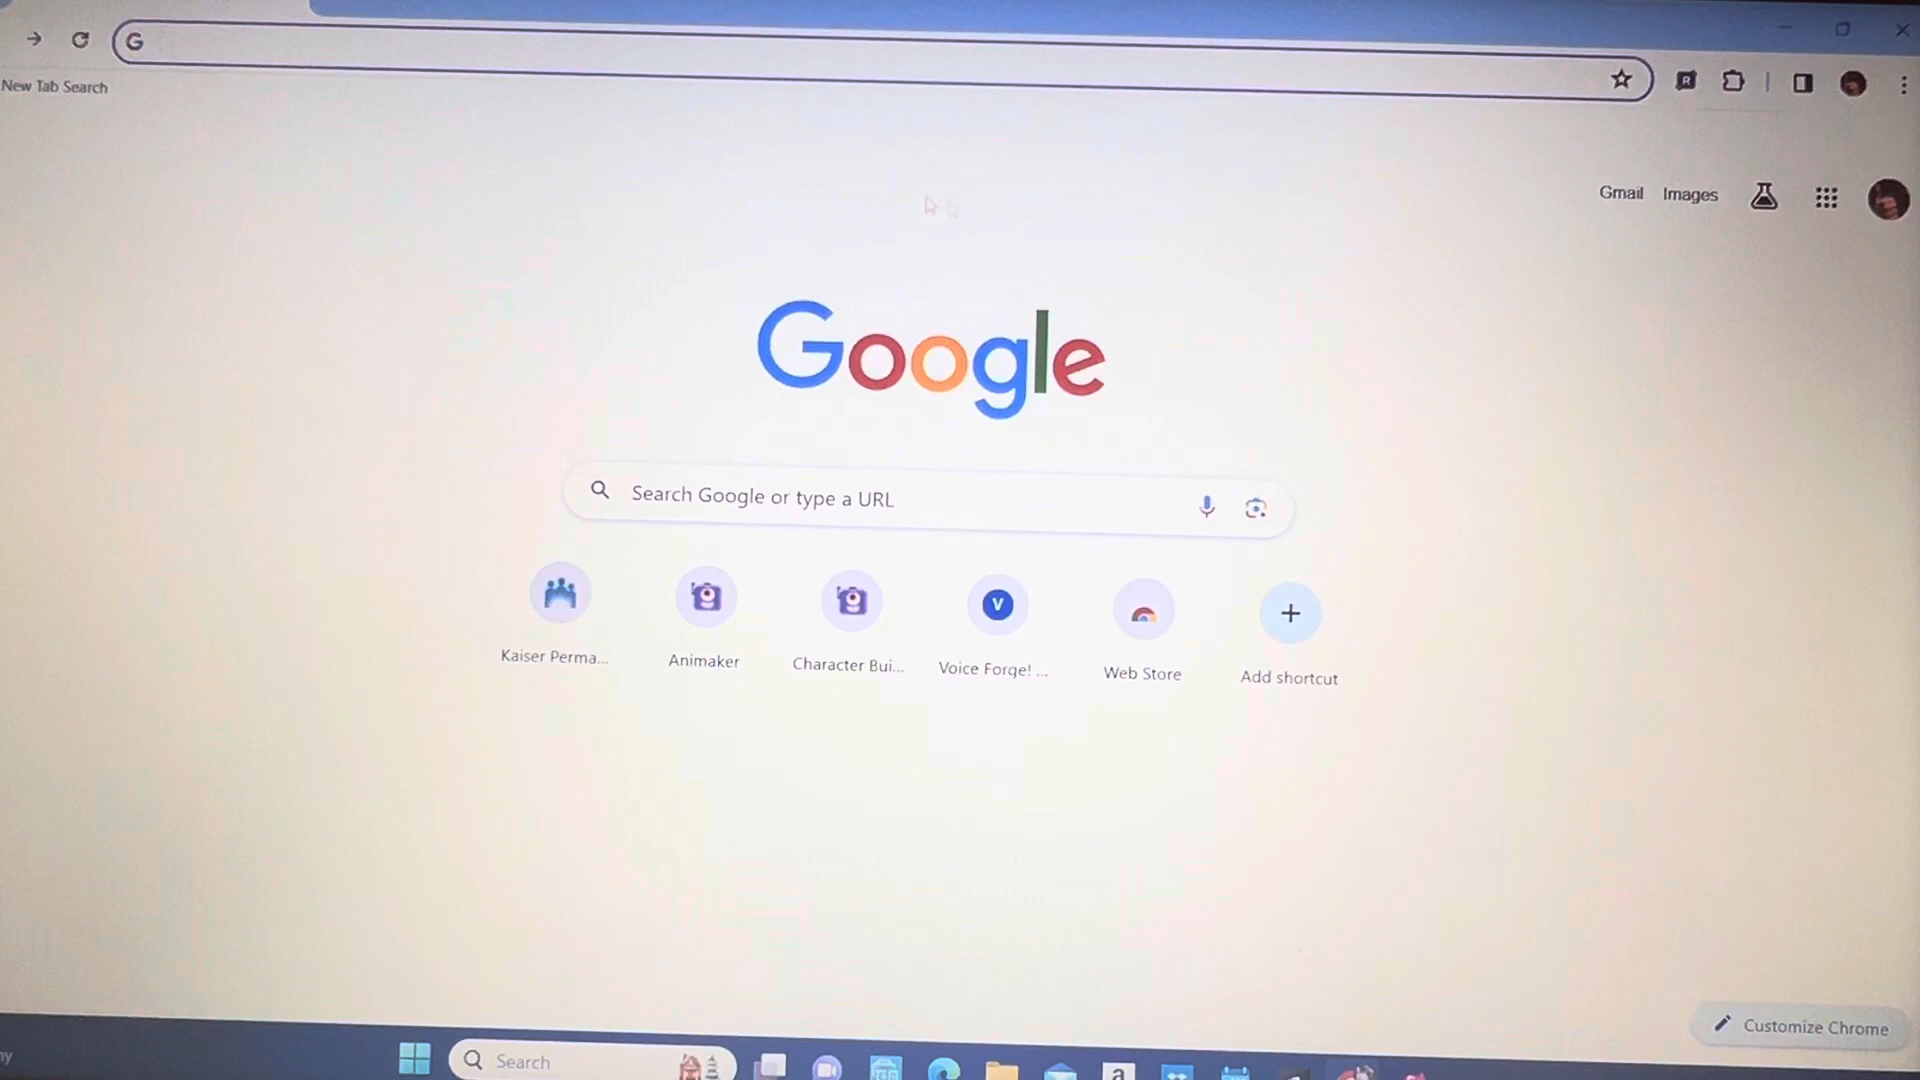 G
New Tab Search
Gmail Images
Google
Search Google or type a URL
Kaiser Perma... Animaker Character Bui... Voice Forge! ... Web Store Add shortcut
Customize Chrome
Search